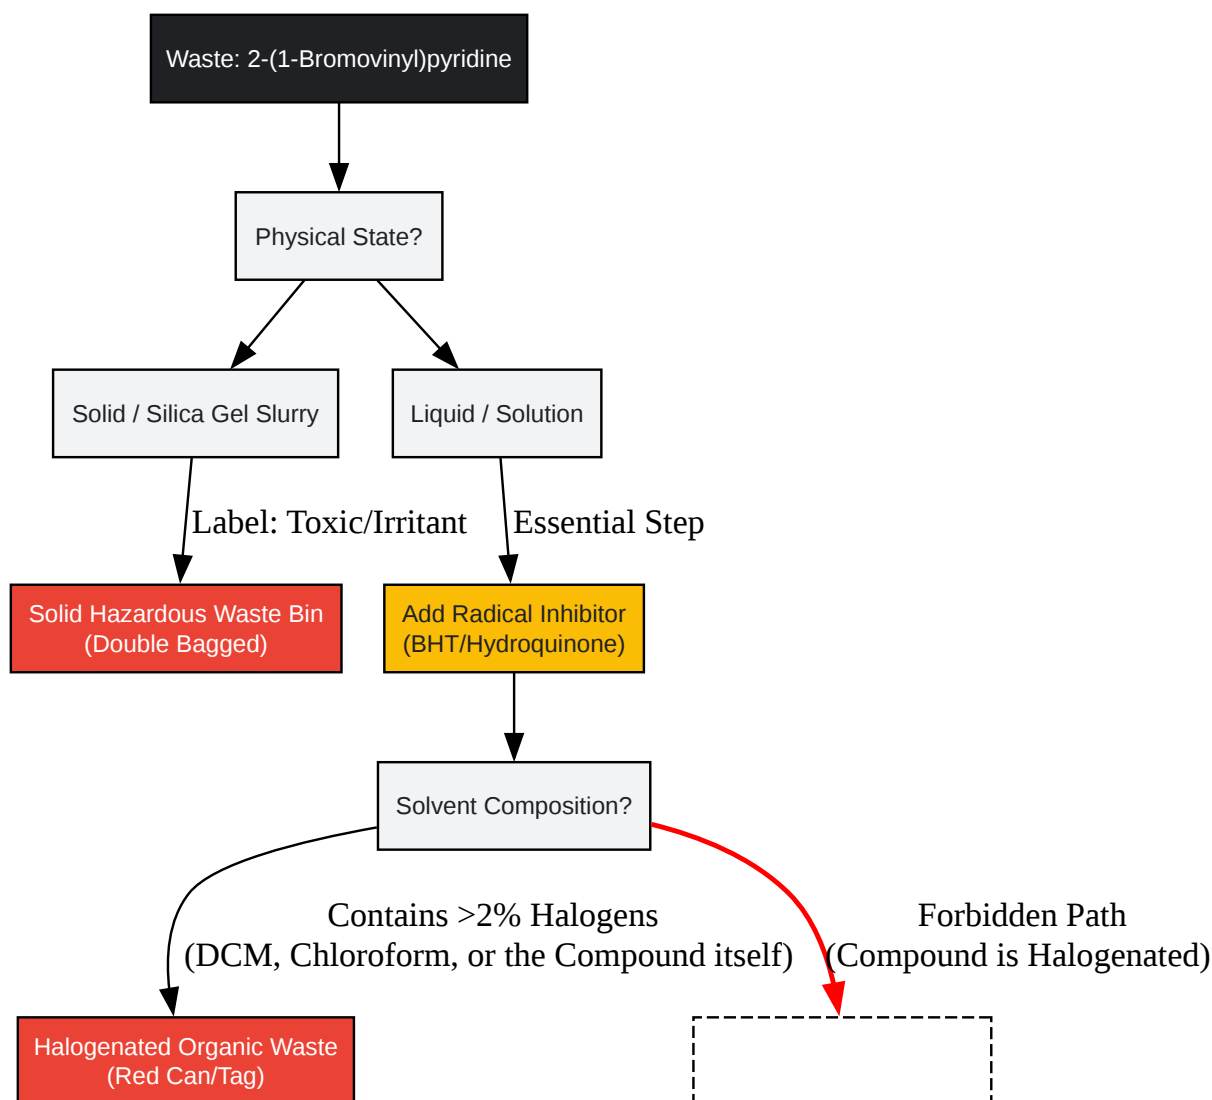 Waste: 2-(1-Bromovinyl)pyridine
Physical State?
Solid / Silica Gel Slurry
Liquid / Solution
Label: Toxic/Irritant
Essential Step
Solid Hazardous Waste Bin
(Double Bagged)
Add Radical Inhibitor
(BHT/Hydroquinone)
Solvent Composition?
Contains >2% Halogens
(DCM, Chloroform, or the Compound itself)
Forbidden Path
(Compound is Halogenated)
Halogenated Organic Waste
(Red Can/Tag)